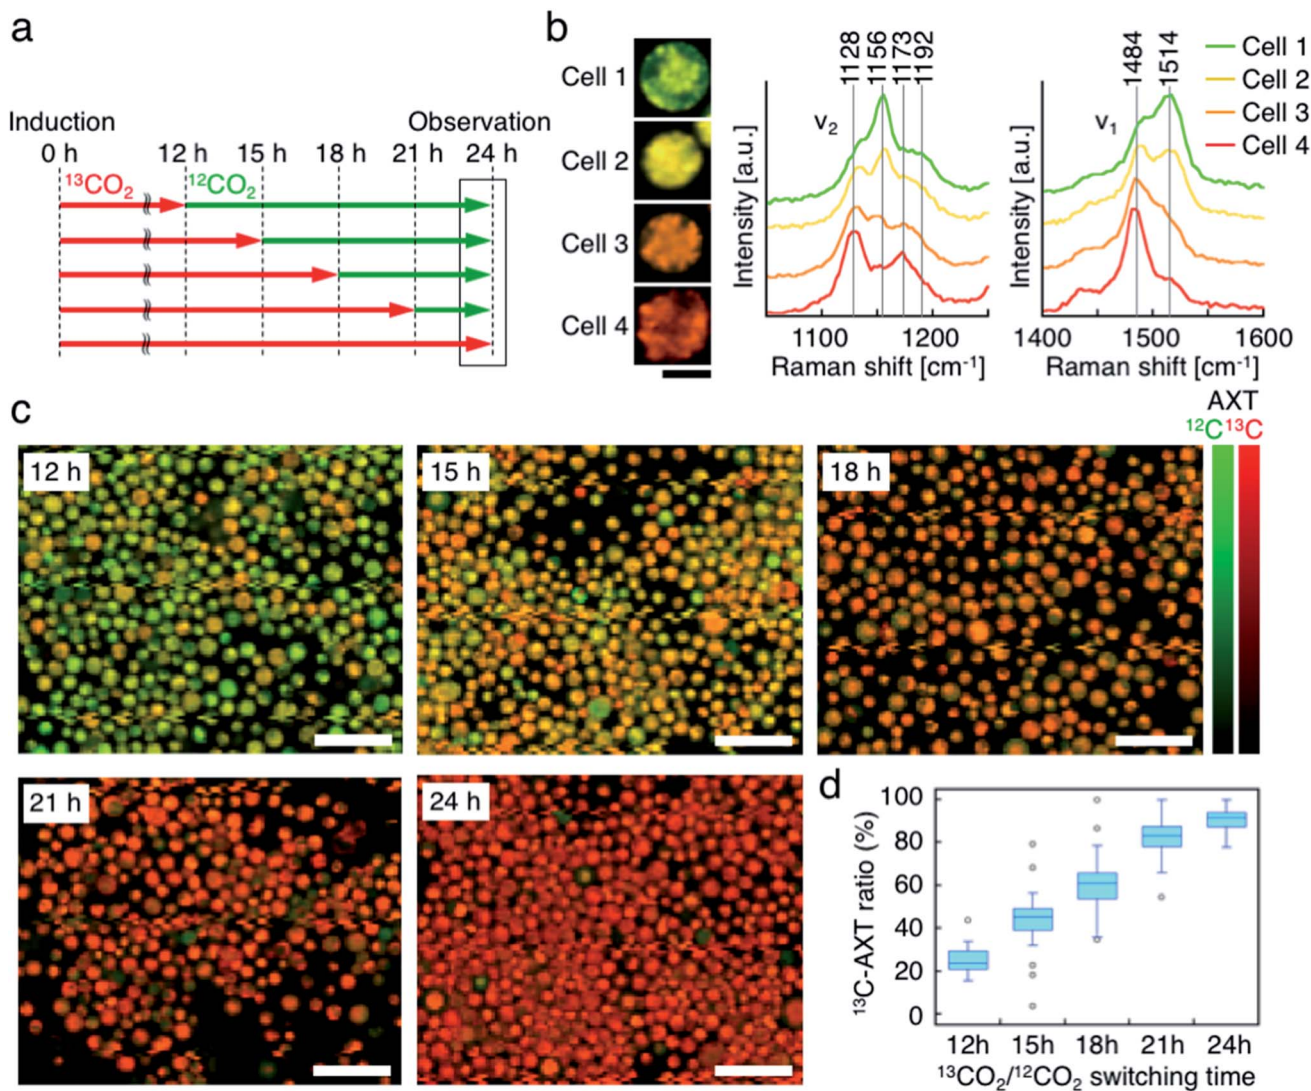 a
Induction
Observation
0 h 12 h 15 h 18 h 21 h 24 h
¹³CO₂ ¹²CO₂
b
Cell 1
Cell 2
Cell 3
Cell 4
1128 1156 1173 1192
ν₂
Intensity [a.u.]
1100 1200
Raman shift [cm⁻¹]
1484 1514
ν₁
Intensity [a.u.]
1400 1500 1600
Raman shift [cm⁻¹]
Cell 1
Cell 2
Cell 3
Cell 4
c
AXT
¹²C ¹³C
12 h
15 h
18 h
21 h
24 h
d
¹³C-AXT ratio (%)
100
80
60
40
20
0
12h 15h 18h 21h 24h
¹³CO₂/¹²CO₂ switching time